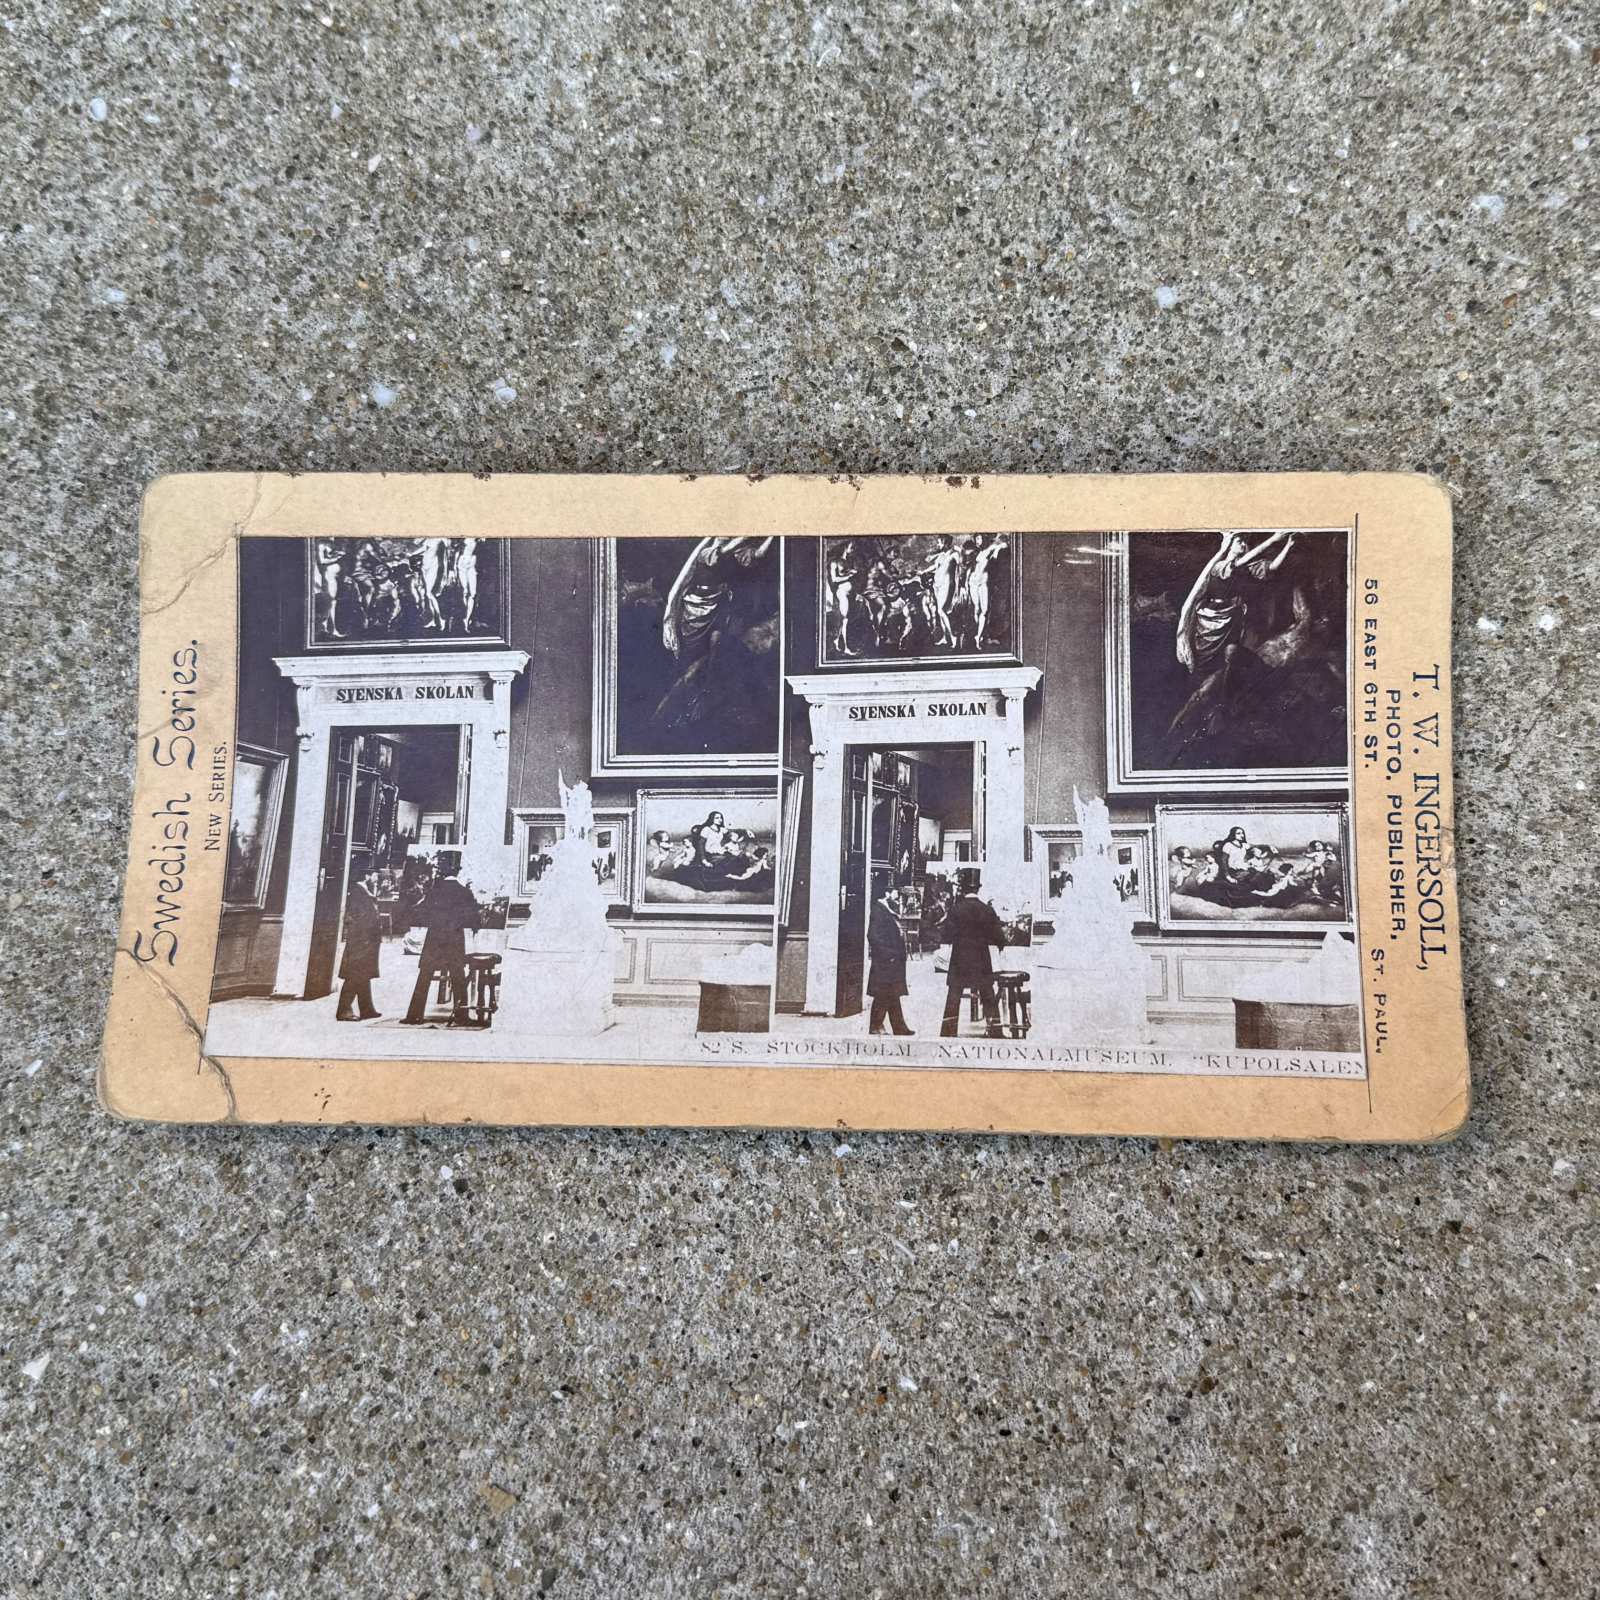 Swedish Series.
NEW SERIES.
SVENSKA SKOLAN
SVENSKA SKOLAN
82 S. STOCKHOLM. NATIONALMUSEUM. "KUPOLSALEN
T. W. INGERSOLL,
PHOTO. PUBLISHER,
56 EAST 6TH ST. ST. PAUL.